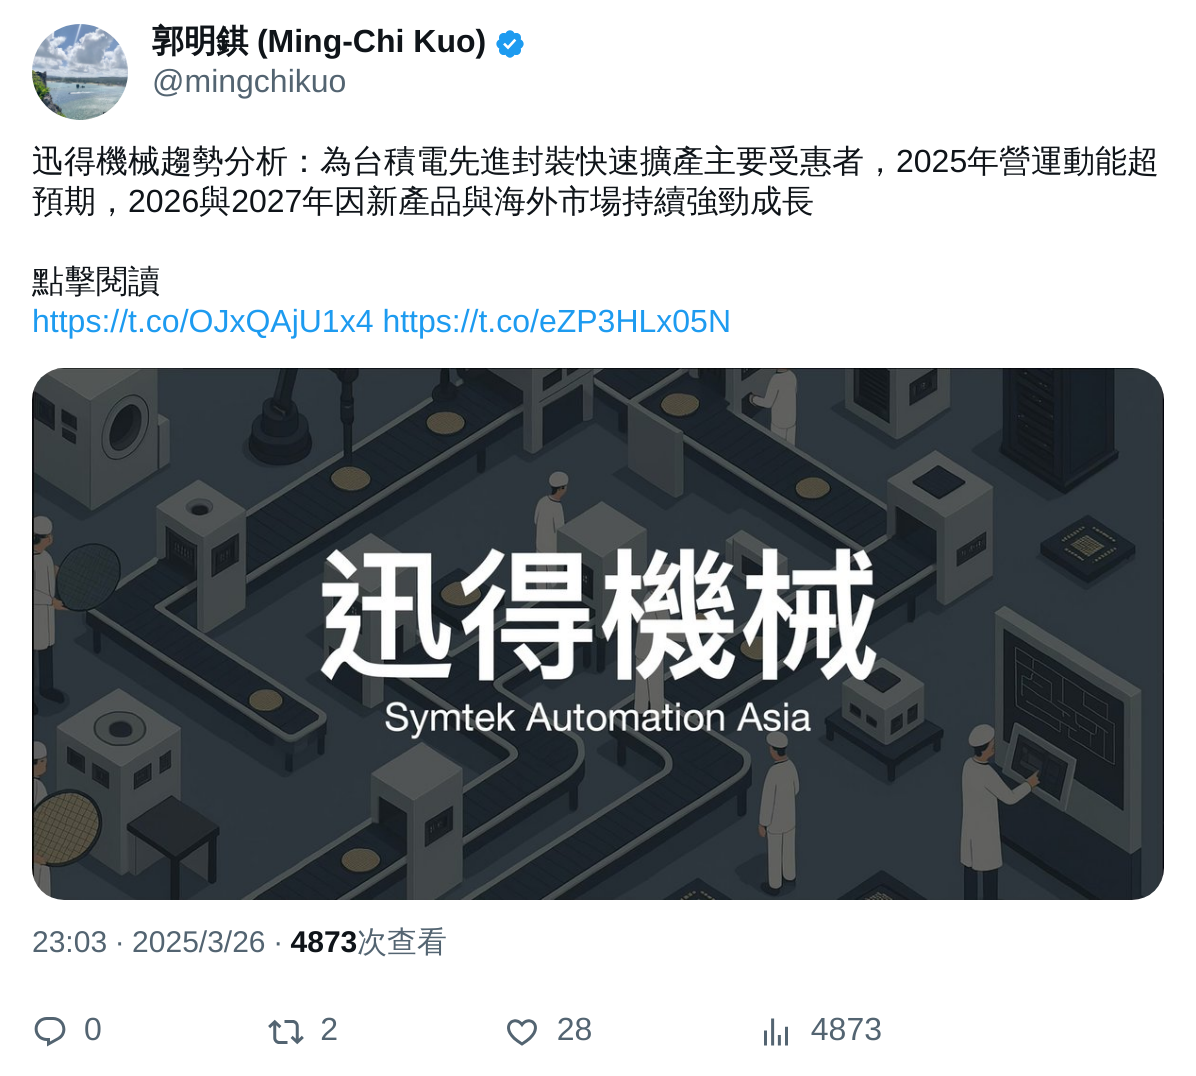 郭明錤 (Ming-Chi Kuo)
@mingchikuo
迅得機械趨勢分析：為台積電先進封裝快速擴產主要受惠者，2025年營運動能超
預期，2026與2027年因新產品與海外市場持續強勁成長
點擊閱讀
https://t.co/OJxQAjU1x4 https://t.co/eZP3HLx05N
迅得機械
Symtek Automation Asia
23:03 · 2025/3/26 · 4873次查看
0 2 28 4873